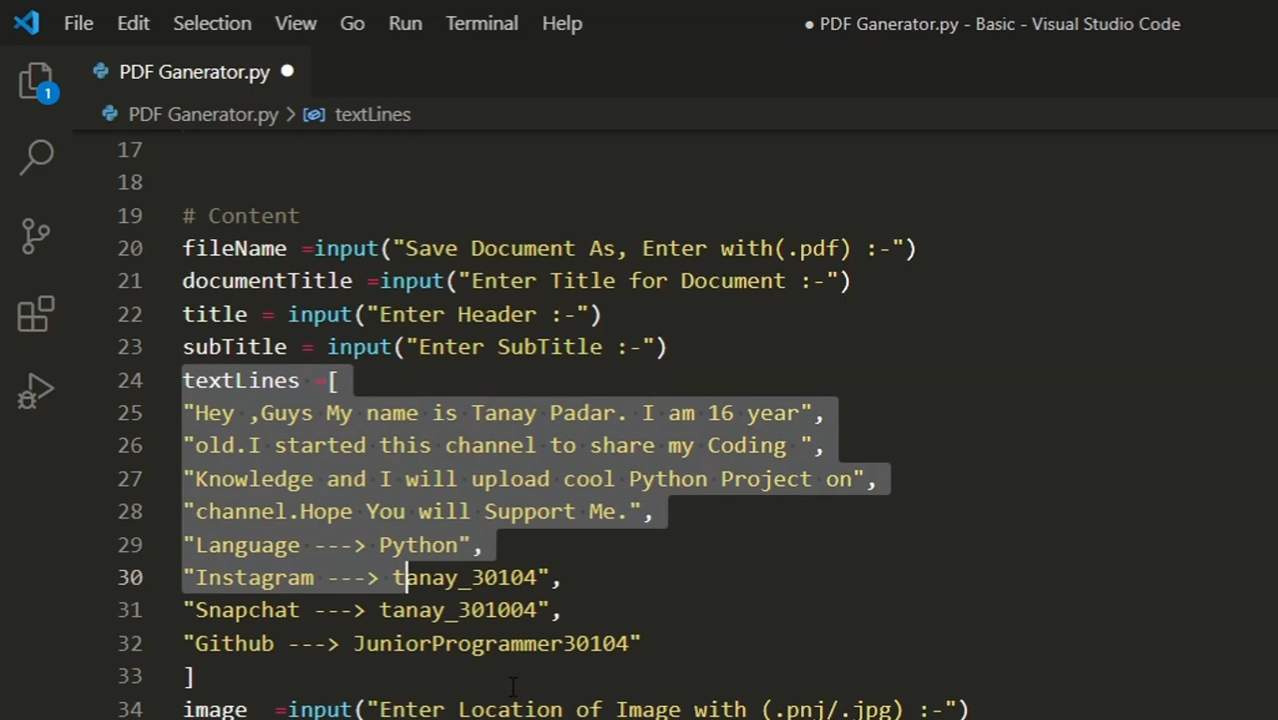 File Edit Selection View Go Run Terminal Help ● PDF Ganerator.py - Basic - Visual Studio Code
PDF Ganerator.py ●
1
PDF Ganerator.py > textLines
17
18
19 # Content
20 fileName =input("Save Document As, Enter with(.pdf) :-")
21 documentTitle =input("Enter Title for Document :-")
22 title = input("Enter Header :-")
23 subTitle = input("Enter SubTitle :-")
24 textLines =[
25 "Hey ,Guys My name is Tanay Padar. I am 16 year",
26 "old.I started this channel to share my Coding ",
27 "Knowledge and I will upload cool Python Project on",
28 "channel.Hope You will Support Me.",
29 "Language ---> Python",
30 "Instagram ---> tanay_30104",
31 "Snapchat ---> tanay_301004",
32 "Github ---> JuniorProgrammer30104"
33 ]
34 image =input("Enter Location of Image with (.pnj/.jpg) :-")